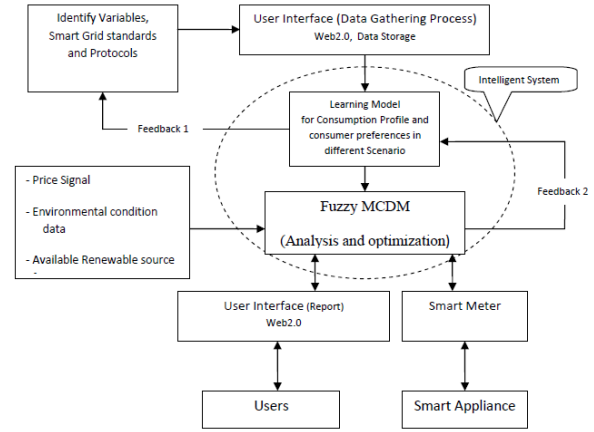 Identify Variables,
Smart Grid standards
and Protocols
User Interface (Data Gathering Process)
Web2.0, Data Storage
Intelligent System
Learning Model
for Consumption Profile and
consumer preferences in
different Scenario
Feedback 1
Feedback 2
- Price Signal
- Environmental condition
data
- Available Renewable source
Fuzzy MCDM
(Analysis and optimization)
User Interface (Report)
Web2.0
Smart Meter
Users
Smart Appliance